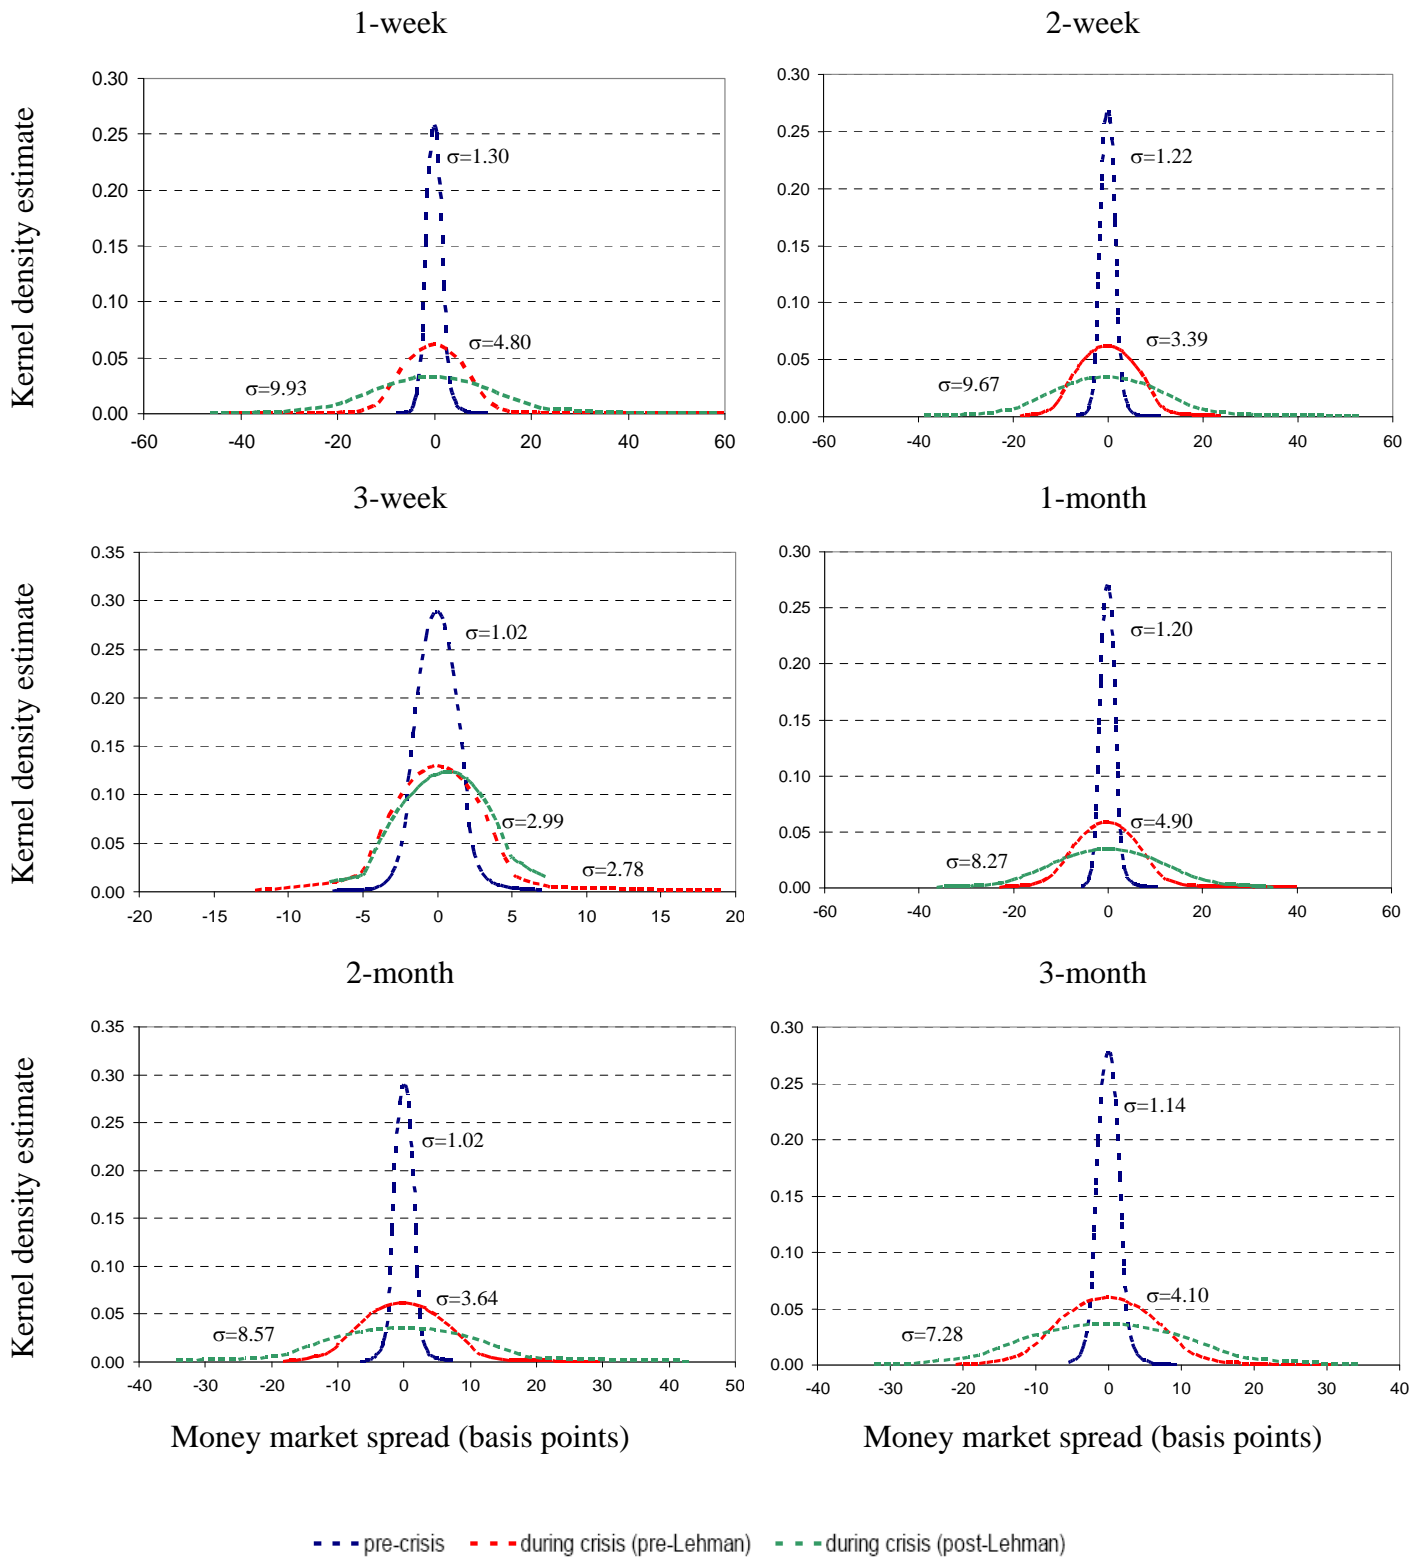 1-week
2-week
Kernel density estimate
0.30
0.25
0.20
0.15
0.10
0.05
0.00
-60 -40 -20 0 20 40 60
σ=1.30
σ=4.80
σ=9.93
0.30
0.25
0.20
0.15
0.10
0.05
0.00
-60 -40 -20 0 20 40 60
σ=1.22
σ=3.39
σ=9.67
3-week
1-month
Kernel density estimate
0.35
0.30
0.25
0.20
0.15
0.10
0.05
0.00
-20 -15 -10 -5 0 5 10 15 20
σ=1.02
σ=2.99
σ=2.78
0.30
0.25
0.20
0.15
0.10
0.05
0.00
-60 -40 -20 0 20 40 60
σ=1.20
σ=4.90
σ=8.27
2-month
3-month
Kernel density estimate
0.35
0.30
0.25
0.20
0.15
0.10
0.05
0.00
-40 -30 -20 -10 0 10 20 30 40 50
σ=1.02
σ=3.64
σ=8.57
0.30
0.25
0.20
0.15
0.10
0.05
0.00
-40 -30 -20 -10 0 10 20 30 40
σ=1.14
σ=4.10
σ=7.28
Money market spread (basis points)
Money market spread (basis points)
pre-crisis during crisis (pre-Lehman) during crisis (post-Lehman)